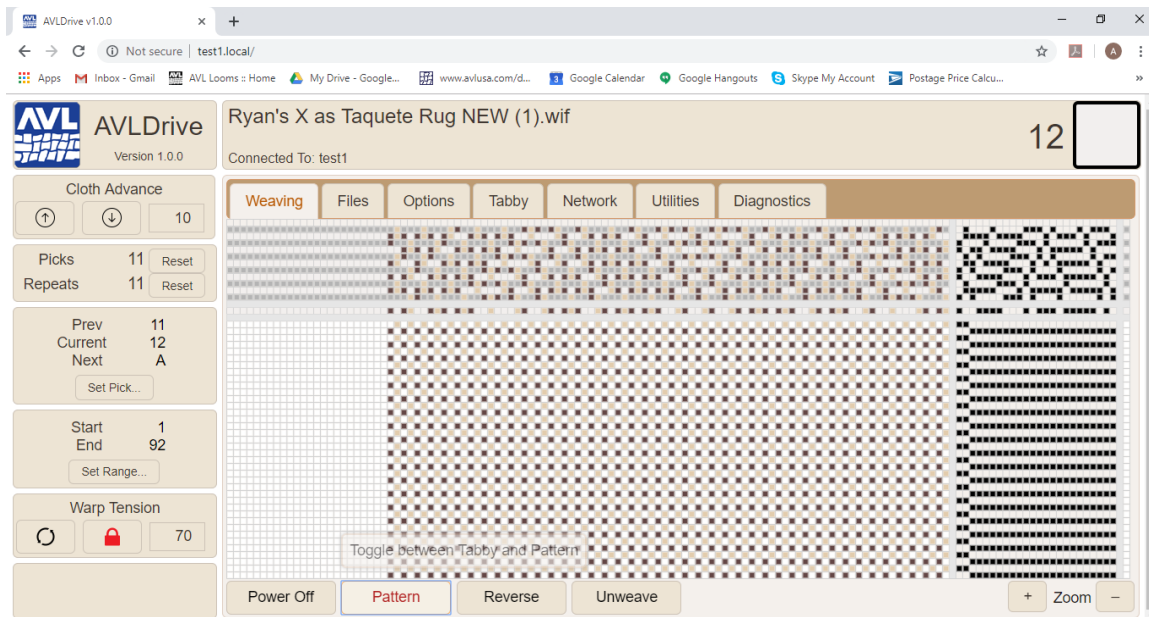 AVLDrive v1.0.0
Not secure | test1.local/
A
Apps
Inbox - Gmail
AVL Looms :: Home
My Drive - Google...
www.avlusa.com/d...
3 Google Calendar
Google Hangouts
Skype My Account
Postage Price Calcu...
»
AVL
AVLDrive
Version 1.0.0
Ryan's X as Taquete Rug NEW (1).wif
Connected To: test1
12
Cloth Advance
10
Picks 11 Reset
Repeats 11 Reset
Prev 11
Current 12
Next A
Set Pick...
Start 1
End 92
Set Range...
Warp Tension
70
Weaving
Files
Options
Tabby
Network
Utilities
Diagnostics
Toggle between Tabby and Pattern
Power Off
Pattern
Reverse
Unweave
+ Zoom −